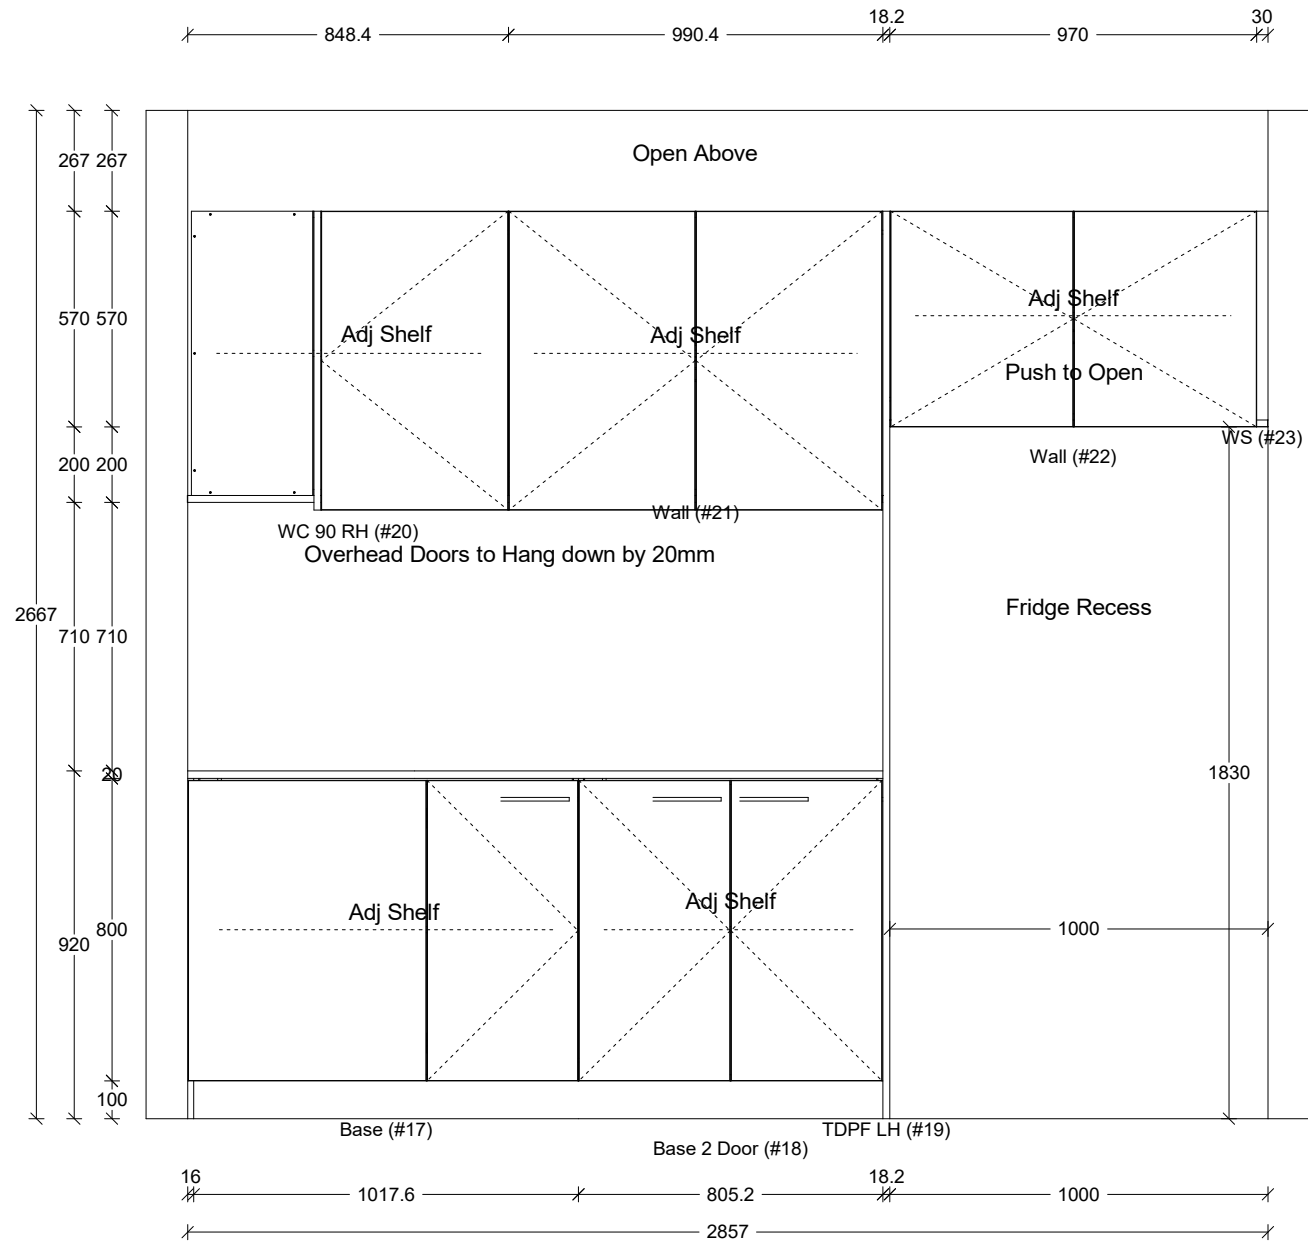 18.2 30
848.4 990.4 970
Open Above
267 267
Adj Shelf
570 570
Adj Shelf Adj Shelf
Push to Open
WS (#23)
200 200
Wall (#22)
Wall (#21)
WC 90 RH (#20)
Overhead Doors to Hang down by 20mm
Fridge Recess
2667
710 710
20
1830
Adj Shelf
Adj Shelf
800
1000
920
100
Base (#17) TDPF LH (#19)
Base 2 Door (#18)
16 18.2
1017.6 805.2 1000
2857